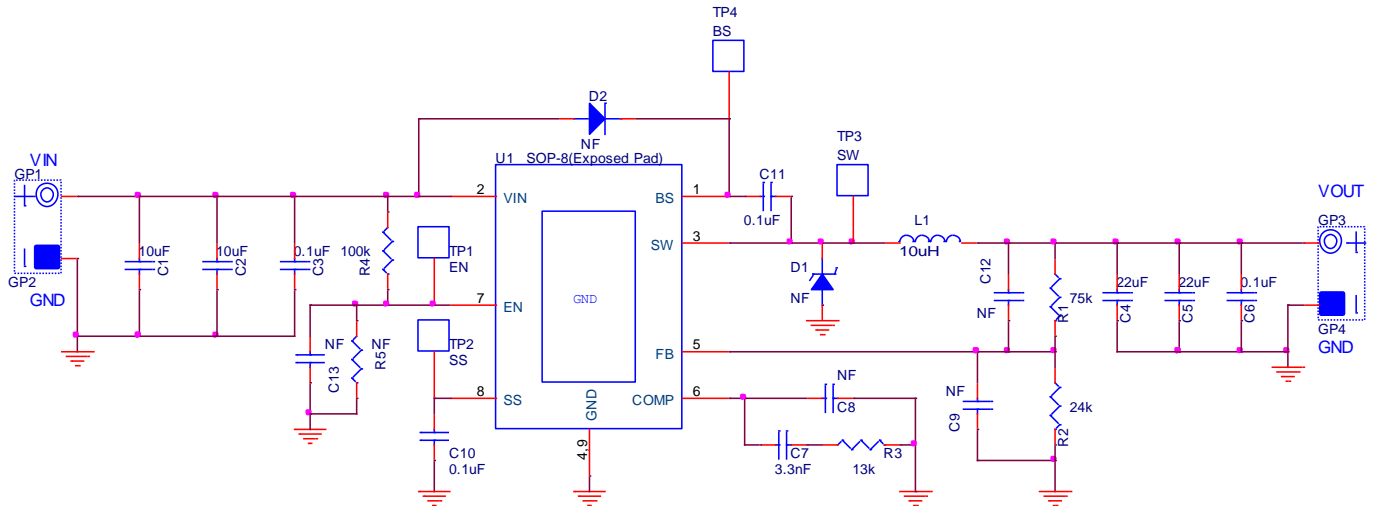 TP4
BS
D2
NF
U1 SOP-8(Exposed Pad)
TP3
SW
VIN
GP1
+
GP2
GND
10uF
C1
10uF
C2
0.1uF
C3
100k
R4
TP1
EN
TP2
SS
NF
C13
NF
R5
C10
0.1uF
2
VIN
7
EN
8
SS
GND
GND
4,9
BS
1
SW
3
FB
5
COMP
6
C11
0.1uF
D1
NF
L1
10uH
C12
NF
75k
R1
22uF
C4
22uF
C5
0.1uF
C6
VOUT
GP3
+
GP4
GND
NF
C8
C7
3.3nF
R3
13k
NF
C9
24k
R2